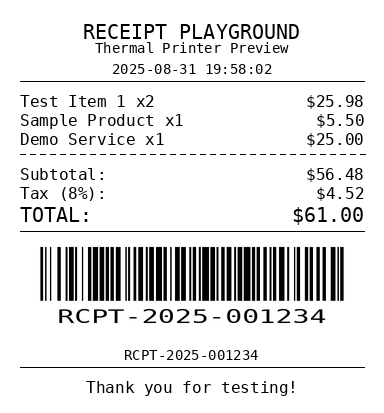 RECEIPT PLAYGROUND
Thermal Printer Preview
2025-08-31 19:58:02
Test Item 1 x2 $25.98
Sample Product x1 $5.50
Demo Service x1 $25.00
Subtotal: $56.48
Tax (8%): $4.52
TOTAL: $61.00
RCPT-2025-001234
RCPT-2025-001234
Thank you for testing!